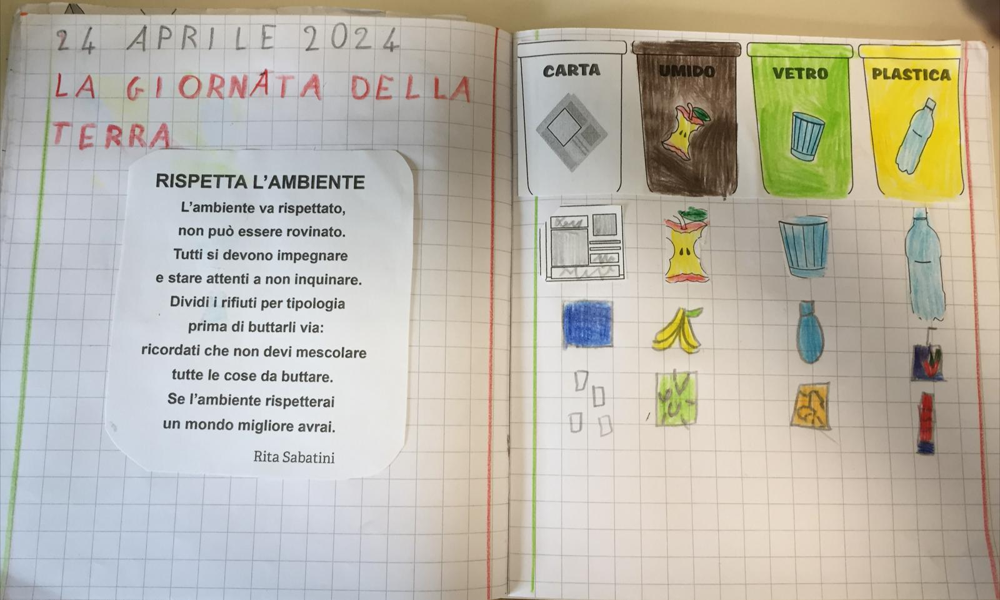 24 APRILE 2024
LA GIORNATA DELLA
TERRA
RISPETTA L'AMBIENTE
L'ambiente va rispettato,
non può essere rovinato.
Tutti si devono impegnare
e stare attenti a non inquinare.
Dividi i rifiuti per tipologia
prima di buttarli via:
ricordati che non devi mescolare
tutte le cose da buttare.
Se l'ambiente rispetterai
un mondo migliore avrai.
Rita Sabatini
CARTA
UMIDO
VETRO
PLASTICA